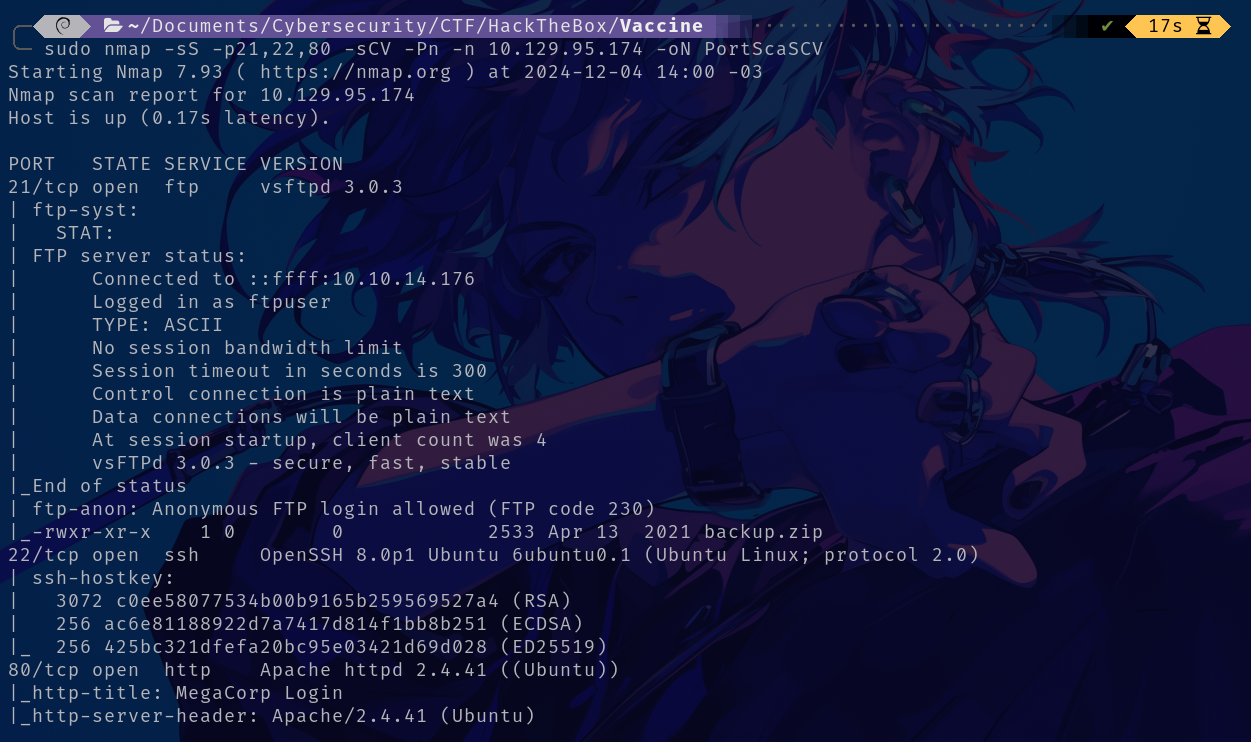 ~/Documents/Cybersecurity/CTF/HackTheBox/Vaccine ✔ 17s
sudo nmap -sS -p21,22,80 -sCV -Pn -n 10.129.95.174 -oN PortScaSCV
Starting Nmap 7.93 ( https://nmap.org ) at 2024-12-04 14:00 -03
Nmap scan report for 10.129.95.174
Host is up (0.17s latency).
PORT   STATE SERVICE VERSION
21/tcp open  ftp     vsftpd 3.0.3
| ftp-syst:
|   STAT:
| FTP server status:
|      Connected to ::ffff:10.10.14.176
|      Logged in as ftpuser
|      TYPE: ASCII
|      No session bandwidth limit
|      Session timeout in seconds is 300
|      Control connection is plain text
|      Data connections will be plain text
|      At session startup, client count was 4
|      vsFTPd 3.0.3 - secure, fast, stable
|_End of status
| ftp-anon: Anonymous FTP login allowed (FTP code 230)
|_-rwxr-xr-x    1 0        0            2533 Apr 13  2021 backup.zip
22/tcp open  ssh     OpenSSH 8.0p1 Ubuntu 6ubuntu0.1 (Ubuntu Linux; protocol 2.0)
| ssh-hostkey:
|   3072 c0ee58077534b00b9165b259569527a4 (RSA)
|   256 ac6e81188922d7a7417d814f1bb8b251 (ECDSA)
|_  256 425bc321dfefa20bc95e03421d69d028 (ED25519)
80/tcp open  http    Apache httpd 2.4.41 ((Ubuntu))
|_http-title: MegaCorp Login
|_http-server-header: Apache/2.4.41 (Ubuntu)